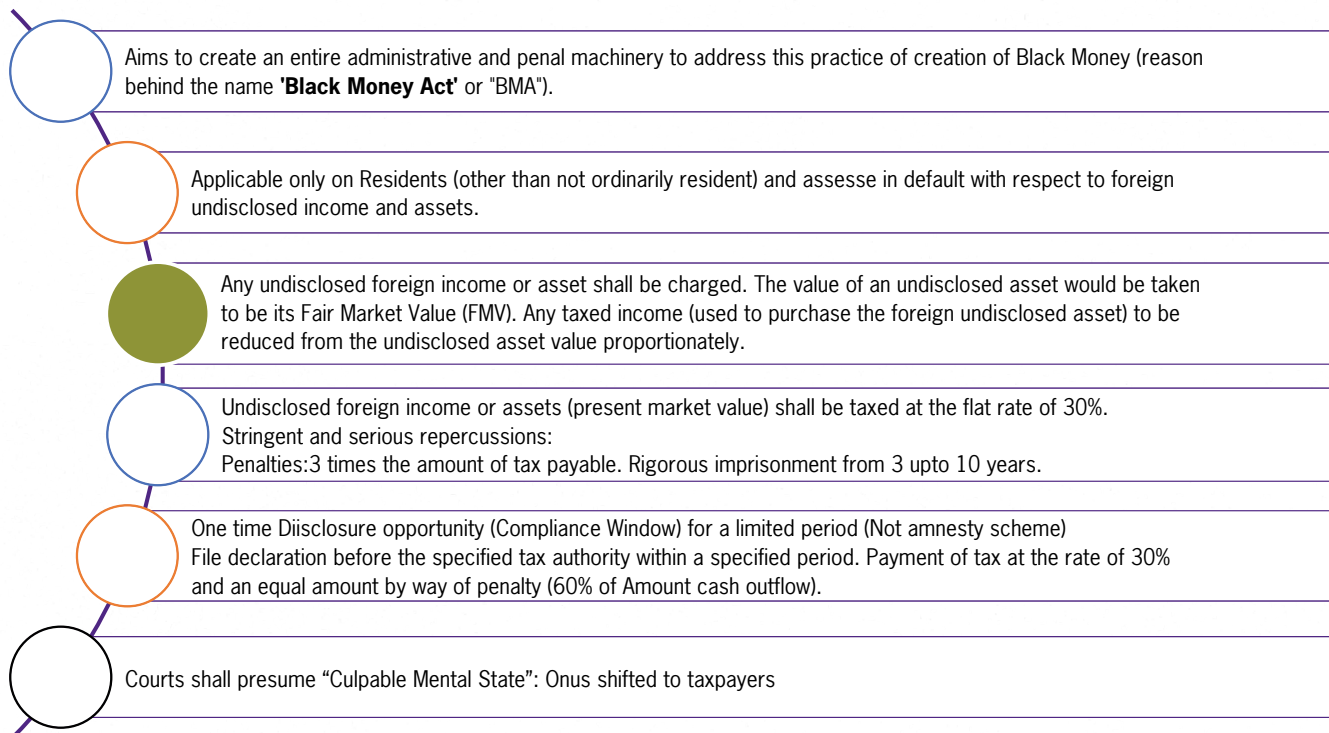 Aims to create an entire administrative and penal machinery to address this practice of creation of Black Money (reason
behind the name 'Black Money Act' or "BMA").
Applicable only on Residents (other than not ordinarily resident) and assesse in default with respect to foreign
undisclosed income and assets.
Any undisclosed foreign income or asset shall be charged. The value of an undisclosed asset would be taken
to be its Fair Market Value (FMV). Any taxed income (used to purchase the foreign undisclosed asset) to be
reduced from the undisclosed asset value proportionately.
Undisclosed foreign income or assets (present market value) shall be taxed at the flat rate of 30%.
Stringent and serious repercussions:
Penalties:3 times the amount of tax payable. Rigorous imprisonment from 3 upto 10 years.
One time Diisclosure opportunity (Compliance Window) for a limited period (Not amnesty scheme)
File declaration before the specified tax authority within a specified period. Payment of tax at the rate of 30%
and an equal amount by way of penalty (60% of Amount cash outflow).
Courts shall presume “Culpable Mental State”: Onus shifted to taxpayers